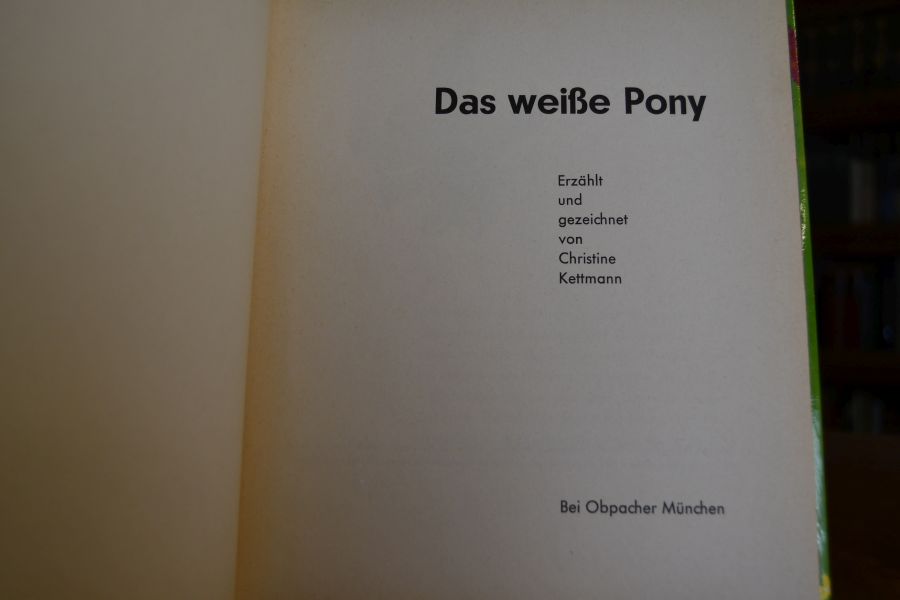 Das weiße Pony
Erzählt
und
gezeichnet
von
Christine
Kettmann
Bei Obpacher München